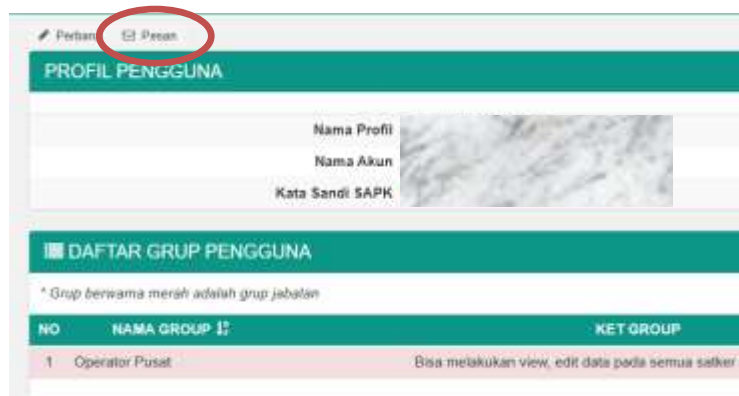 Pesan
PROFIL PENGGUNA
Nama Profil
Nama Akun
Kata Sandi SAPK
DAFTAR GRUP PENGGUNA
* Grup berwarna merah adalah grup jabatan
NO NAMA GROUP KET GROUP
1 Operator Pusat Bisa melakukan view, edit data pada semua satker